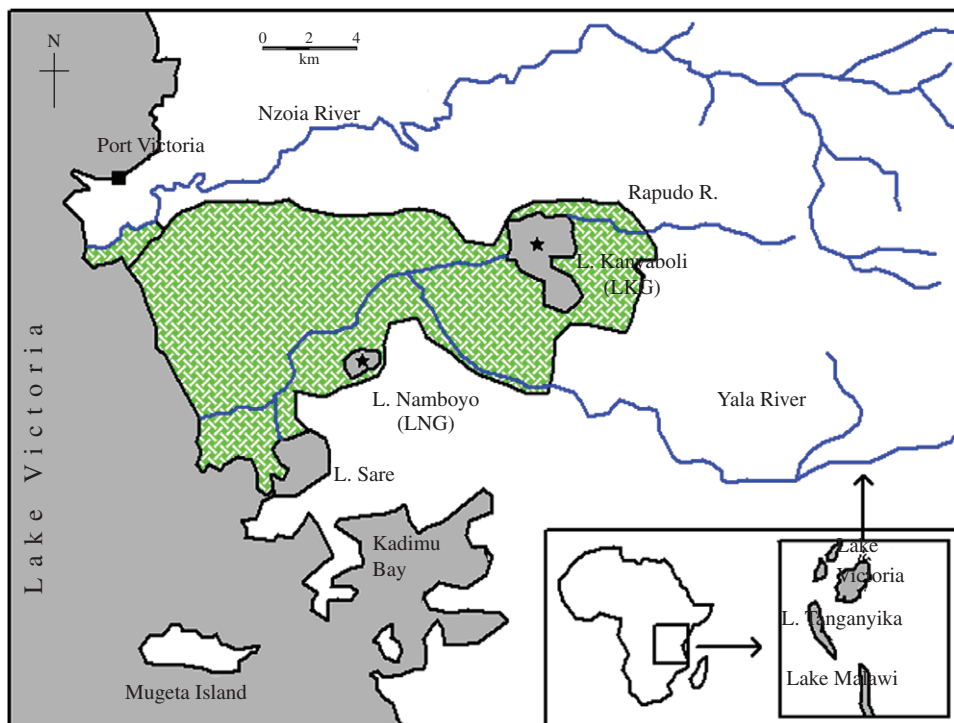 N
0 2 4
km
Nzoia River
Port Victoria
Rapudo R.
L. Kanyaboli
(LKG)
Lake Victoria
L. Namboyo
(LNG)
Yala River
L. Sare
Kadimu
Bay
Mugeta Island
Lake
Victoria
L. Tanganyika
Lake Malawi